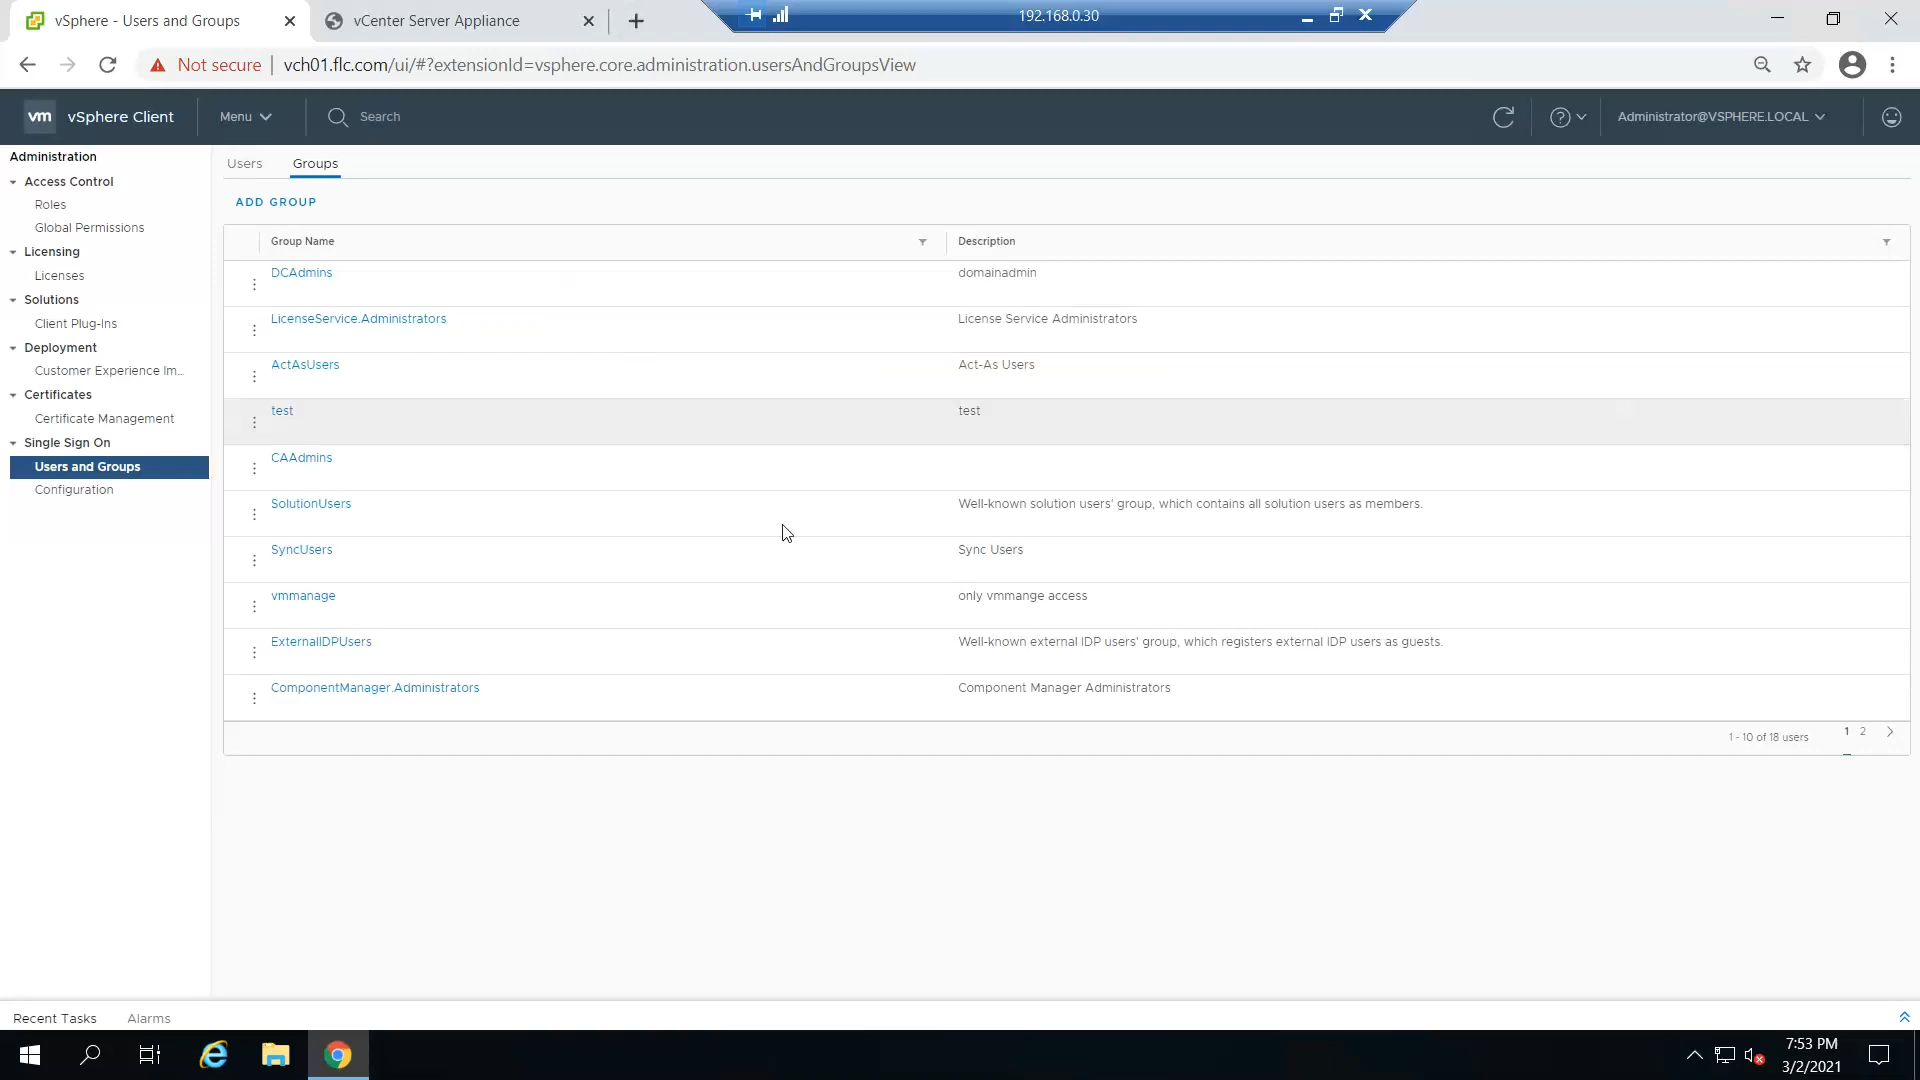 vSphere - Users and Groups
vCenter Server Appliance
192.168.0.30
Not secure
vch01.flc.com/ui/#?extensionId=vsphere.core.administration.usersAndGroupsView
vm vSphere Client
Menu
Search
Administrator@VSPHERE.LOCAL
Administration
Access Control
Roles
Global Permissions
Licensing
Licenses
Solutions
Client Plug-Ins
Deployment
Customer Experience Im...
Certificates
Certificate Management
Single Sign On
Users and Groups
Configuration
Users Groups
ADD GROUP
Group Name Description
DCAdmins domainadmin
LicenseService.Administrators License Service Administrators
ActAsUsers Act-As Users
test test
CAAdmins
SolutionUsers Well-known solution users' group, which contains all solution users as members.
SyncUsers Sync Users
vmmanage only vmmange access
ExternalIDPUsers Well-known external IDP users' group, which registers external IDP users as guests.
ComponentManager.Administrators Component Manager Administrators
1 - 10 of 18 users 1 2
Recent Tasks Alarms
7:53 PM
3/2/2021